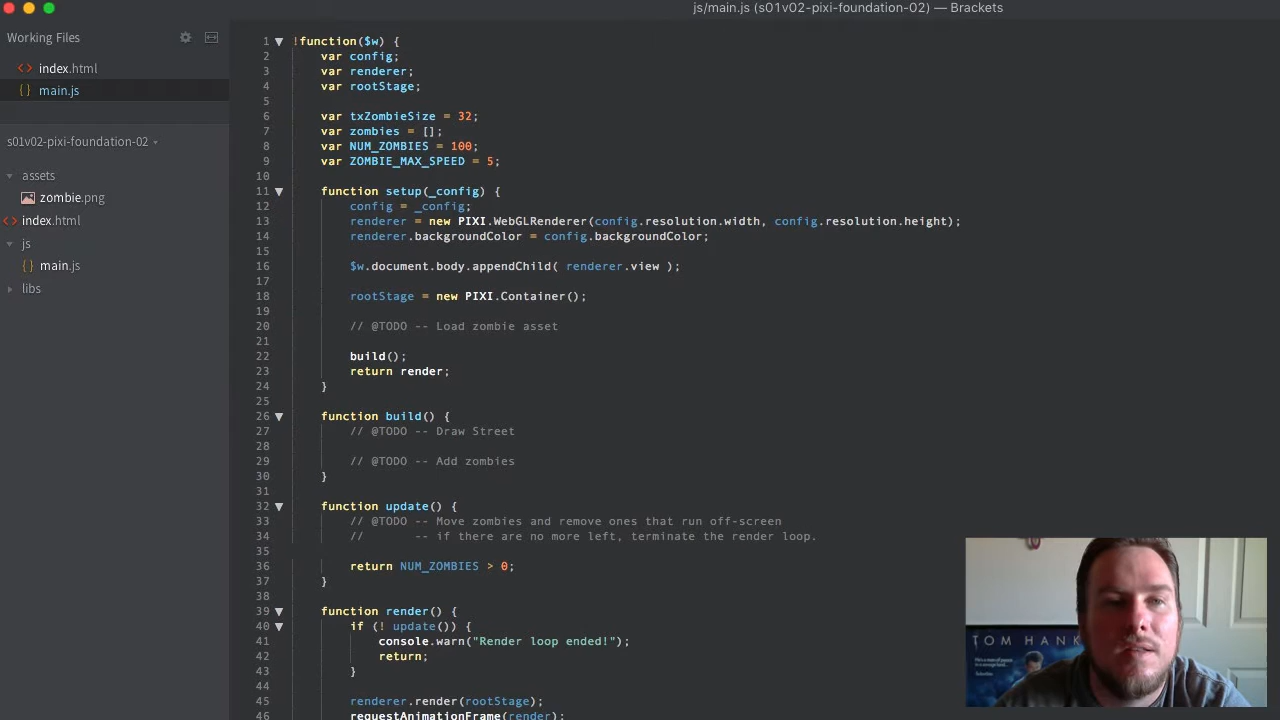 js/main.js (s01v02-pixi-foundation-02) — Brackets
Working Files
<> index.html
{ } main.js
s01v02-pixi-foundation-02
assets
zombie.png
<> index.html
js
{ } main.js
libs
1 !function($w) {
2 var config;
3 var renderer;
4 var rootStage;
5
6 var txZombieSize = 32;
7 var zombies = [];
8 var NUM_ZOMBIES = 100;
9 var ZOMBIE_MAX_SPEED = 5;
10
11 function setup(_config) {
12 config = _config;
13 renderer = new PIXI.WebGLRenderer(config.resolution.width, config.resolution.height);
14 renderer.backgroundColor = config.backgroundColor;
15
16 $w.document.body.appendChild( renderer.view );
17
18 rootStage = new PIXI.Container();
19
20 // @TODO -- Load zombie asset
21
22 build();
23 return render;
24 }
25
26 function build() {
27 // @TODO -- Draw Street
28
29 // @TODO -- Add zombies
30 }
31
32 function update() {
33 // @TODO -- Move zombies and remove ones that run off-screen
34 // -- if there are no more left, terminate the render loop.
35
36 return NUM_ZOMBIES > 0;
37 }
38
39 function render() {
40 if (! update()) {
41 console.warn("Render loop ended!");
42 return;
43 }
44
45 renderer.render(rootStage);
46 requestAnimationFrame(render);
TOM HANK